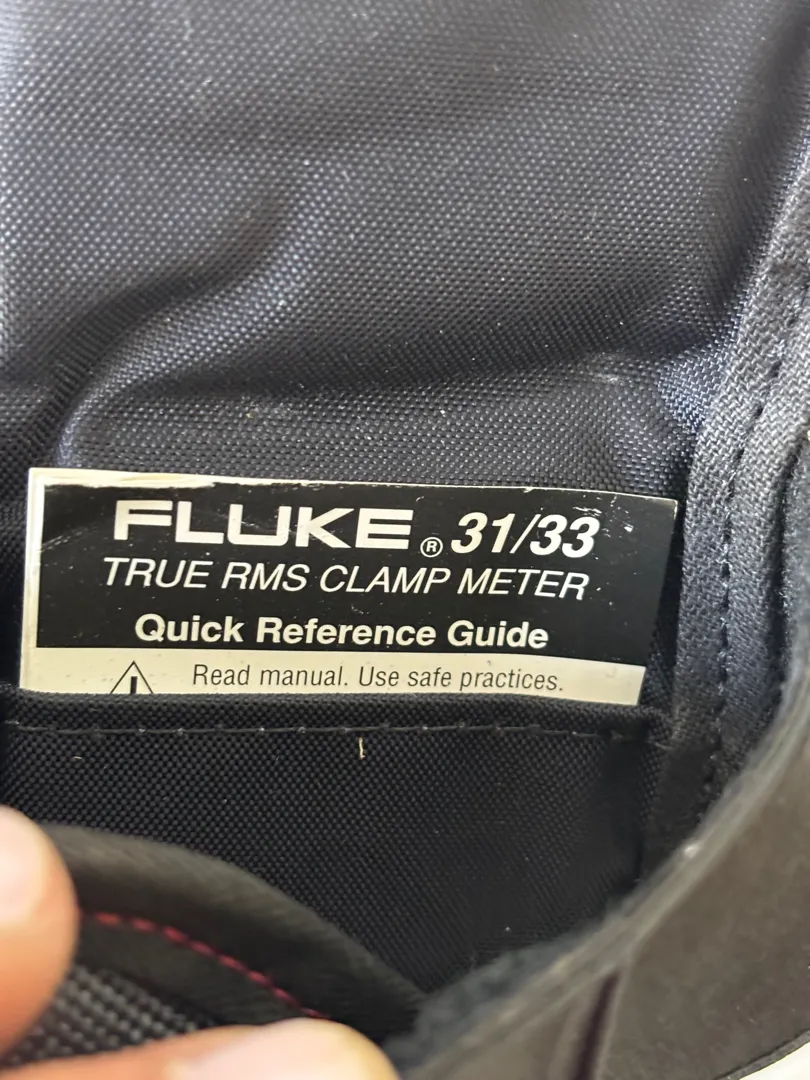 FLUKE® 31/33
TRUE RMS CLAMP METER
Quick Reference Guide
Read manual. Use safe practices.